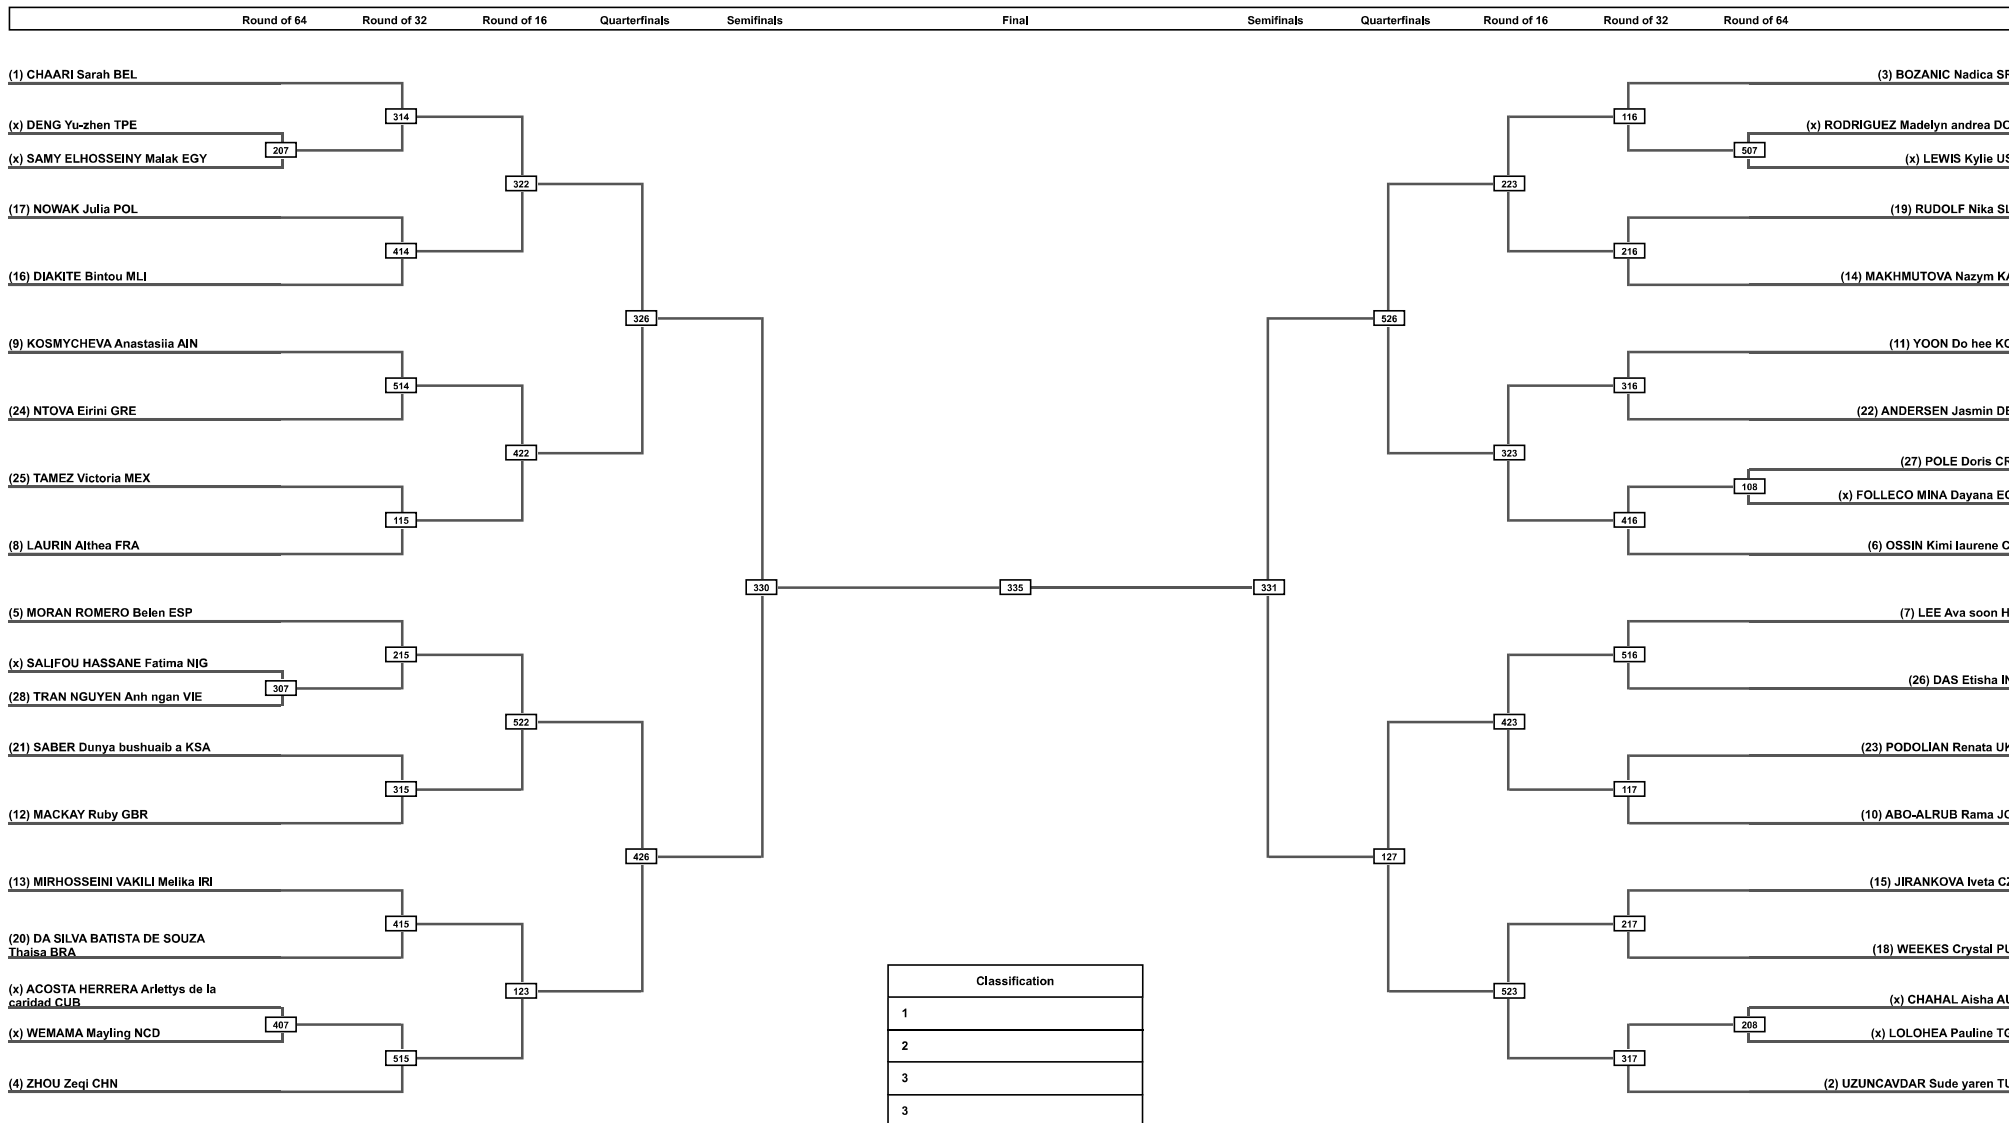 Round of 64 Round of 32 Round of 16 Quarterfinals Semifinals Final Semifinals Quarterfinals Round of 16 Round of 32 Round of 64
(1) CHAARI Sarah BEL
(x) DENG Yu-zhen TPE
(x) SAMY ELHOSSEINY Malak EGY
(17) NOWAK Julia POL
(16) DIAKITE Bintou MLI
(9) KOSMYCHEVA Anastasiia AIN
(24) NTOVA Eirini GRE
(25) TAMEZ Victoria MEX
(8) LAURIN Althea FRA
(5) MORAN ROMERO Belen ESP
(x) SALIFOU HASSANE Fatima NIG
(28) TRAN NGUYEN Anh ngan VIE
(21) SABER Dunya bushuaib a KSA
(12) MACKAY Ruby GBR
(13) MIRHOSSEINI VAKILI Melika IRI
(20) DA SILVA BATISTA DE SOUZA
Thaisa BRA
(x) ACOSTA HERRERA Arlettys de la
caridad CUB
(x) WEMAMA Mayling NCD
(4) ZHOU Zeqi CHN
207
307
407
314
414
514
115
215
315
415
515
322
422
522
123
326
426
330
335
331
526
127
223
323
423
523
116
216
316
416
516
117
217
317
507
108
208
(3) BOZANIC Nadica
(x) RODRIGUEZ Madelyn andrea
(x) LEWIS Kylie
(19) RUDOLF Nika
(14) MAKHMUTOVA Nazym
(11) YOON Do hee
(22) ANDERSEN Jasmin
(27) POLE Doris
(x) FOLLECO MINA Dayana
(6) OSSIN Kimi laurene
(7) LEE Ava soon
(26) DAS Etisha
(23) PODOLIAN Renata
(10) ABO-ALRUB Rama
(15) JIRANKOVA Iveta
(18) WEEKES Crystal
(x) CHAHAL Aisha
(x) LOLOHEA Pauline
(2) UZUNCAVDAR Sude yaren
Classification
1
2
3
3